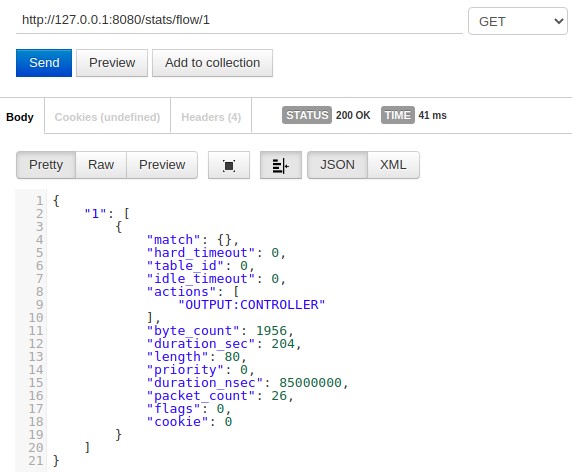 http://127.0.0.1:8080/stats/flow/1 GET
Send Preview Add to collection
Body Cookies (undefined) Headers (4) STATUS 200 OK TIME 41 ms
Pretty Raw Preview JSON XML
1 {
2 "1": [
3 {
4 "match": {},
5 "hard_timeout": 0,
6 "table_id": 0,
7 "idle_timeout": 0,
8 "actions": [
9 "OUTPUT:CONTROLLER"
10 ],
11 "byte_count": 1956,
12 "duration_sec": 204,
13 "length": 80,
14 "priority": 0,
15 "duration_nsec": 85000000,
16 "packet_count": 26,
17 "flags": 0,
18 "cookie": 0
19 }
20 ]
21 }